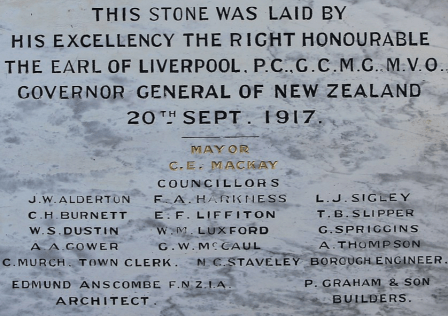 THIS STONE WAS LAID BY
HIS EXCELLENCY THE RIGHT HONOURABLE
THE EARL OF LIVERPOOL, P.C., G.C.M.G., M.V.O.,
GOVERNOR GENERAL OF NEW ZEALAND
20TH SEPT. 1917.
MAYOR
C.E. MACKAY
COUNCILLORS
J.W. ALDERTON F.A. HARKNESS L.J. SIGLEY
C.H. BURNETT E.F. LIFFITON T.B. SLIPPER
W.S. DUSTIN W.M. LUXFORD G. SPRIGGINS
A.A. GOWER G.W. McCAUL A. THOMPSON
C. MURCH, TOWN CLERK. N.C. STAVELEY BOROUGH ENGINEER.
EDMUND ANSCOMBE F.N.Z.I.A. P. GRAHAM & SON
ARCHITECT. BUILDERS.